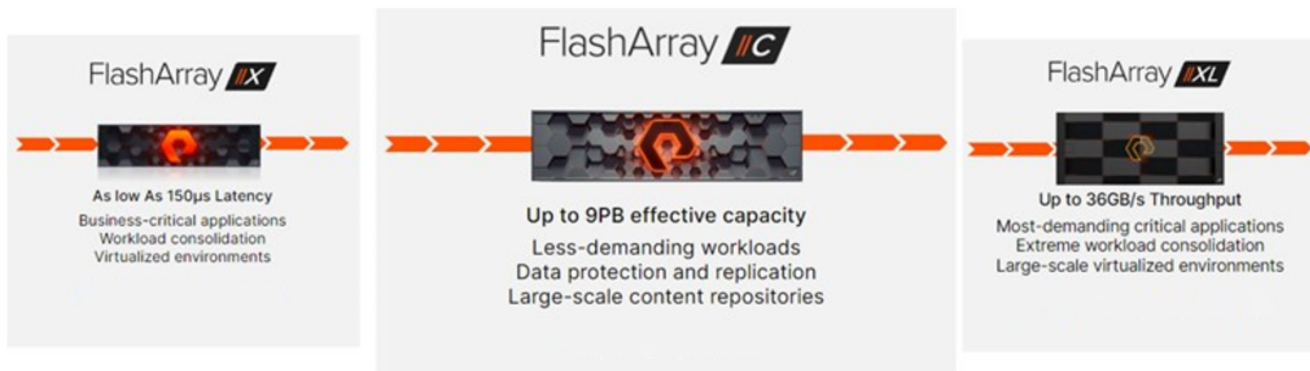 FlashArray //X
As low As 150µs Latency
Business-critical applications
Workload consolidation
Virtualized environments
FlashArray //C
Up to 9PB effective capacity
Less-demanding workloads
Data protection and replication
Large-scale content repositories
FlashArray //XL
Up to 36GB/s Throughput
Most-demanding critical applications
Extreme workload consolidation
Large-scale virtualized environments